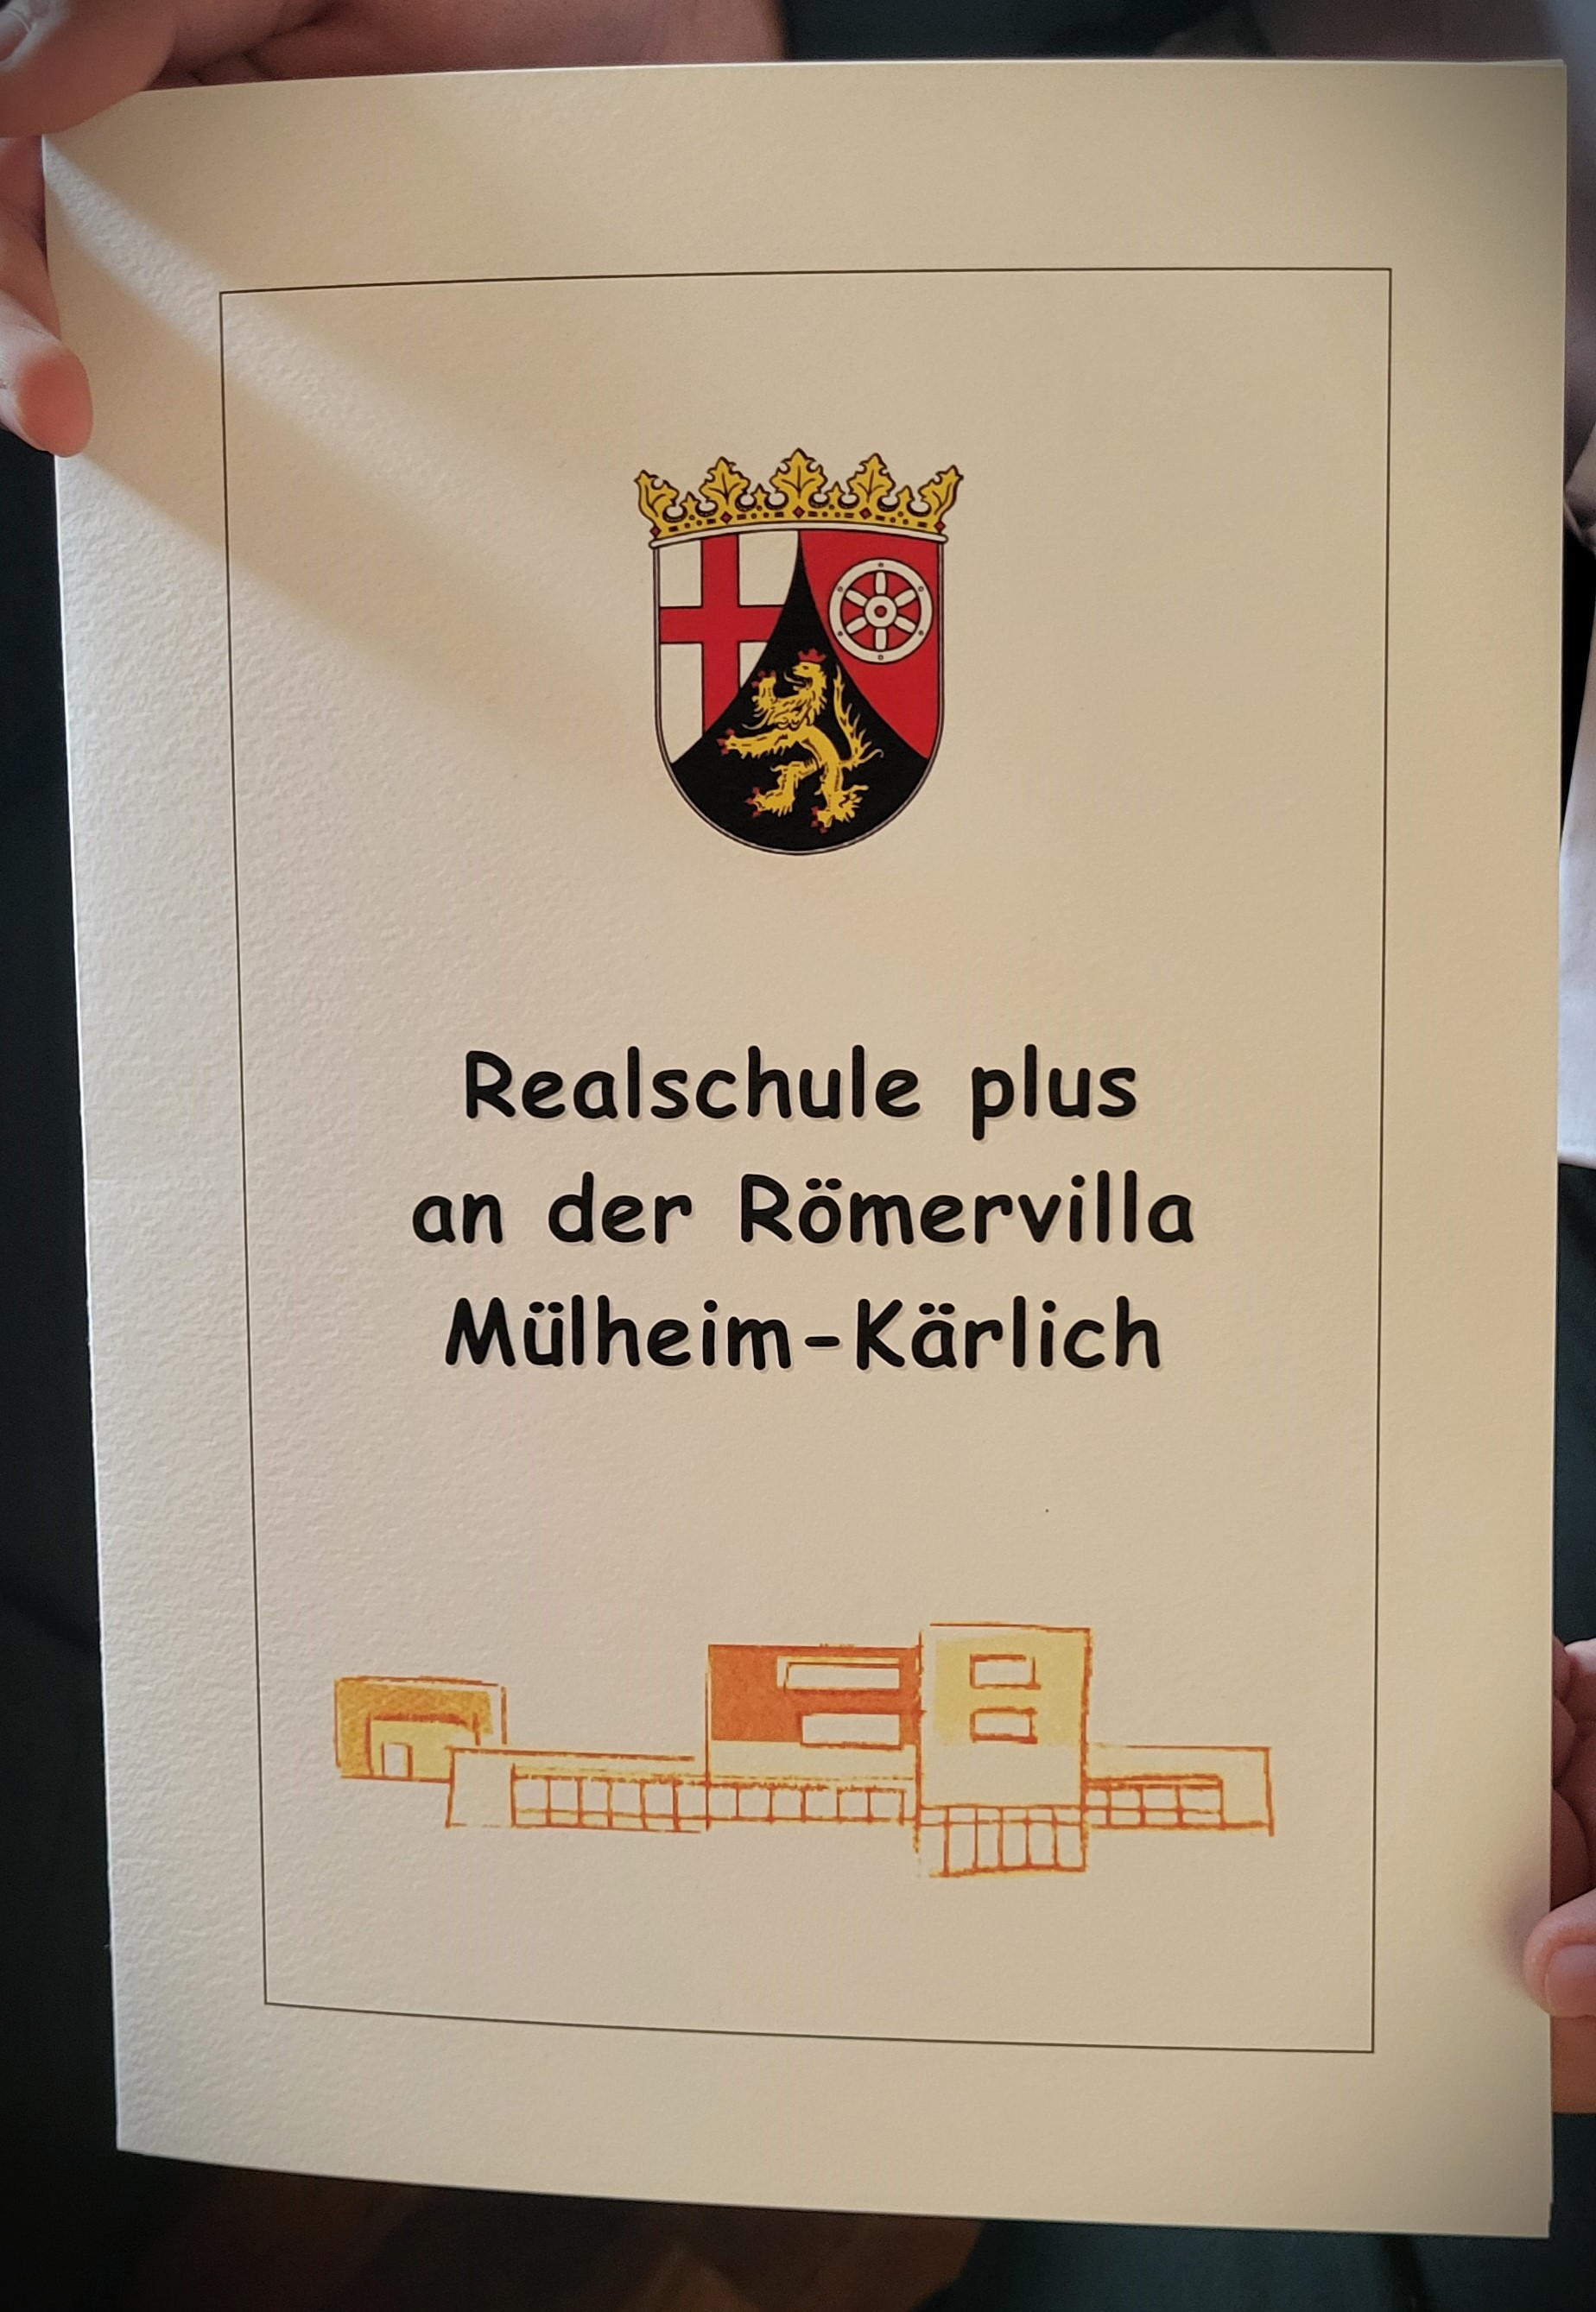 Realschule plus
an der Römervilla
Mülheim-Kärlich